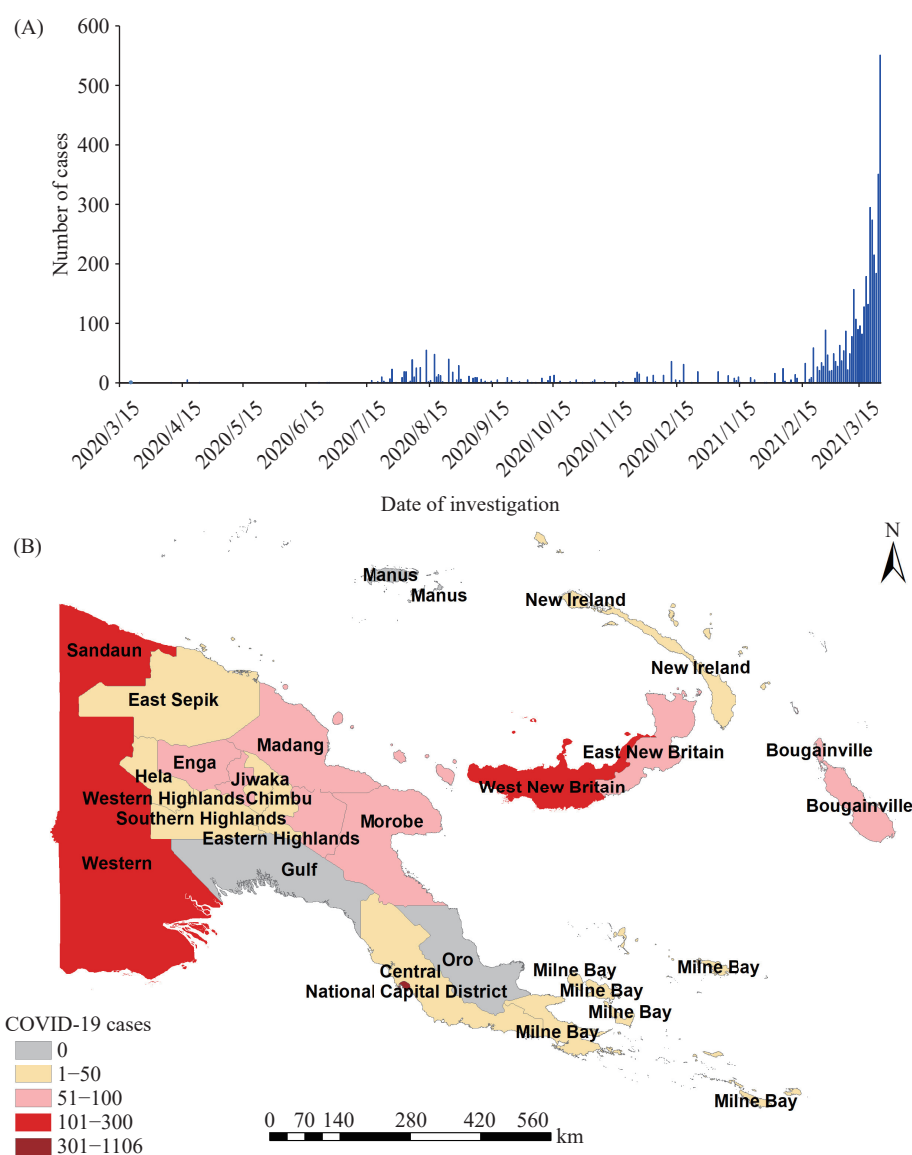 (A)
600
500
400
300
200
100
0
Number of cases
2020/3/15
2020/4/15
2020/5/15
2020/6/15
2020/7/15
2020/8/15
2020/9/15
2020/10/15
2020/11/15
2020/12/15
2021/11/15
2021/2/15
2021/3/15
Date of investigation
(B)
N
Manus
Manus
New Ireland
Sandaun
New Ireland
East Sepik
Madang
East New Britain
Bougainville
Enga
Hela
Jiwaka
West New Britain
Western Highlands
Chimbu
Bougainville
Southern Highlands
Morobe
Eastern Highlands
Western
Gulf
Oro
Central
Milne Bay
Milne Bay
National Capital District
Milne Bay
Milne Bay
Milne Bay
Milne Bay
COVID-19 cases
0
1−50
51−100
101−300
301−1106
0 70 140 280 420 560
km